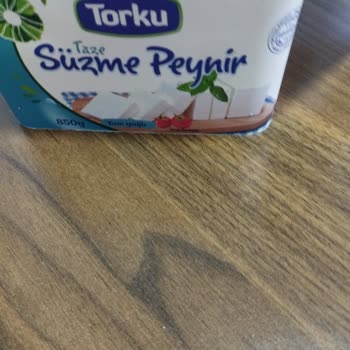 Torku
Taze
Süzme Peynir
850g